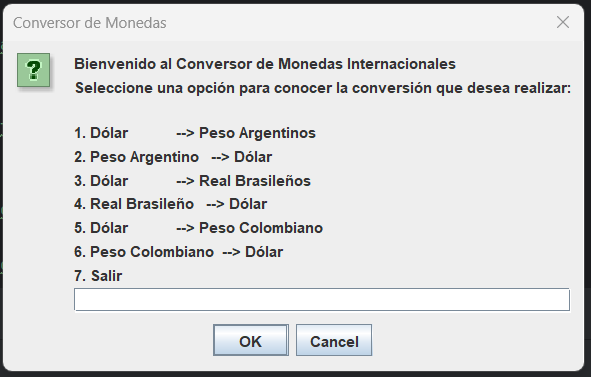 Conversor de Monedas
Bienvenido al Conversor de Monedas Internacionales
Seleccione una opción para conocer la conversión que desea realizar:
1. Dólar --> Peso Argentinos
2. Peso Argentino --> Dólar
3. Dólar --> Real Brasileños
4. Real Brasileño --> Dólar
5. Dólar --> Peso Colombiano
6. Peso Colombiano --> Dólar
7. Salir
OK Cancel